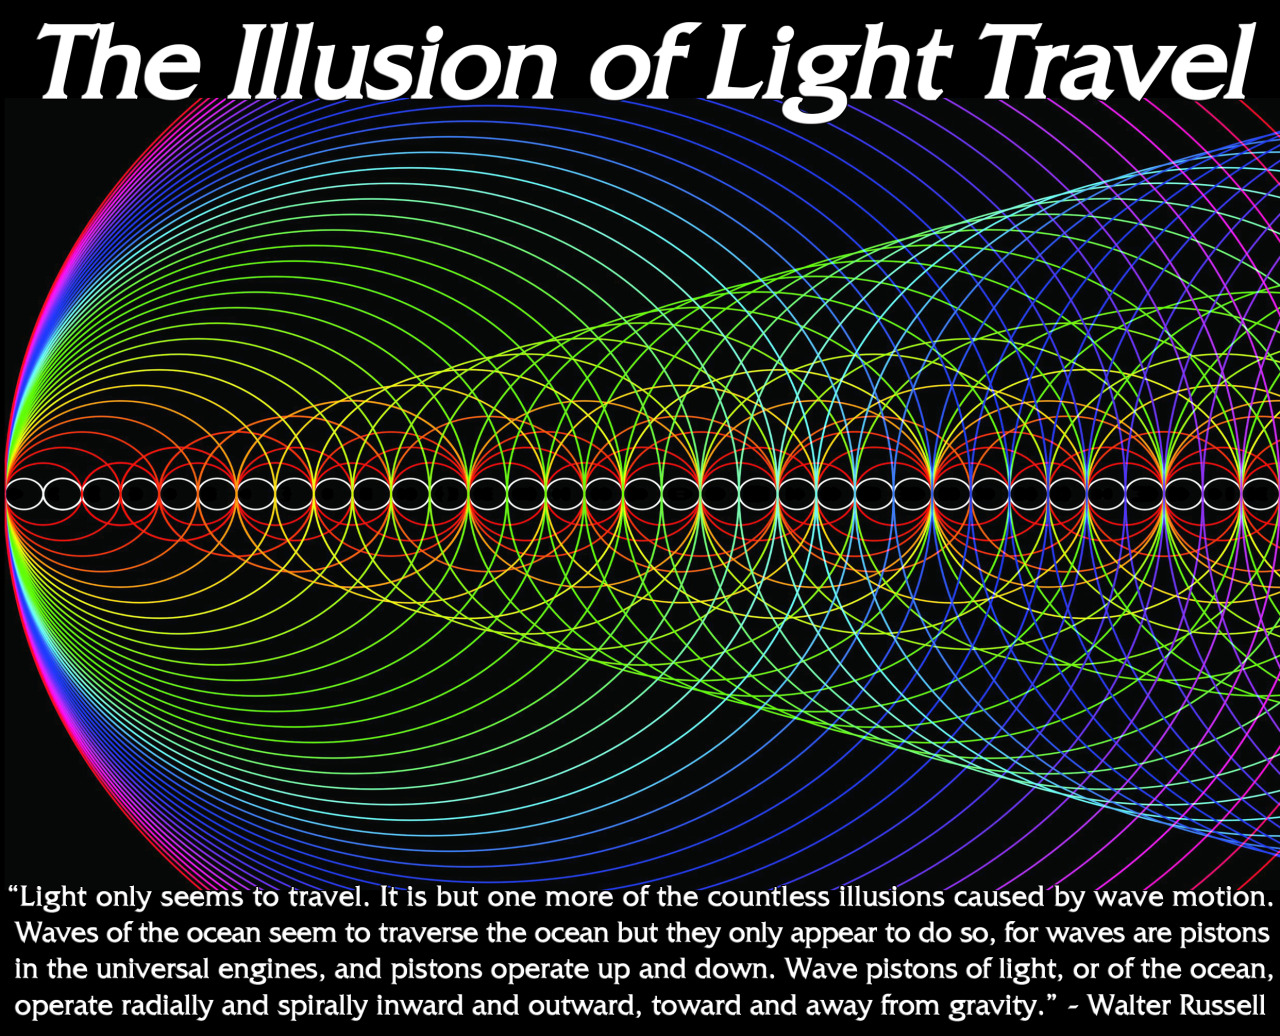 The Illusion of Light Travel
“Light only seems to travel. It is but one more of the countless illusions caused by wave motion.
Waves of the ocean seem to traverse the ocean but they only appear to do so, for waves are pistons
in the universal engines, and pistons operate up and down. Wave pistons of light, or of the ocean,
operate radially and spirally inward and outward, toward and away from gravity.” - Walter Russell